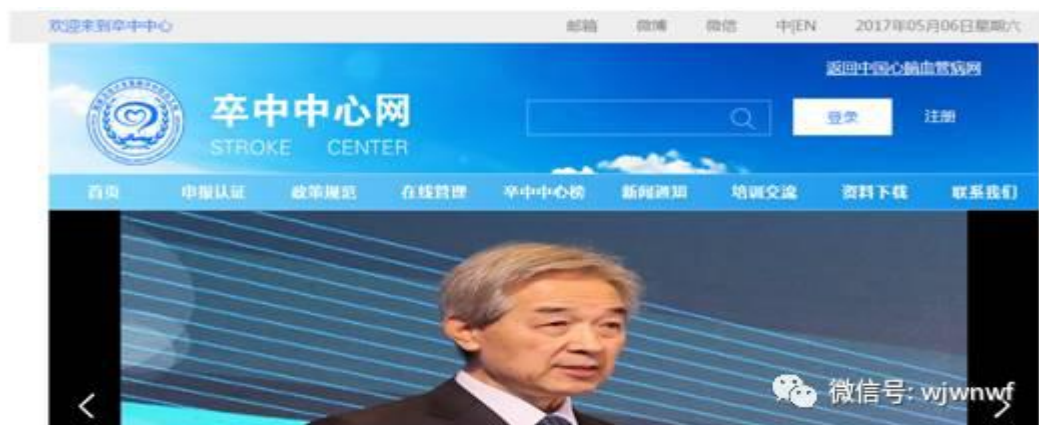 欢迎来到卒中中心 邮箱 微博 微信 中|EN 2017年05月06日星期六
返回中国心脑血管病网
卒中中心网 登录 注册
STROKE CENTER
首页 申报认证 政策规范 在线管理 卒中中心榜 新闻通知 培训交流 资料下载 联系我们
微信号: wjwnwf